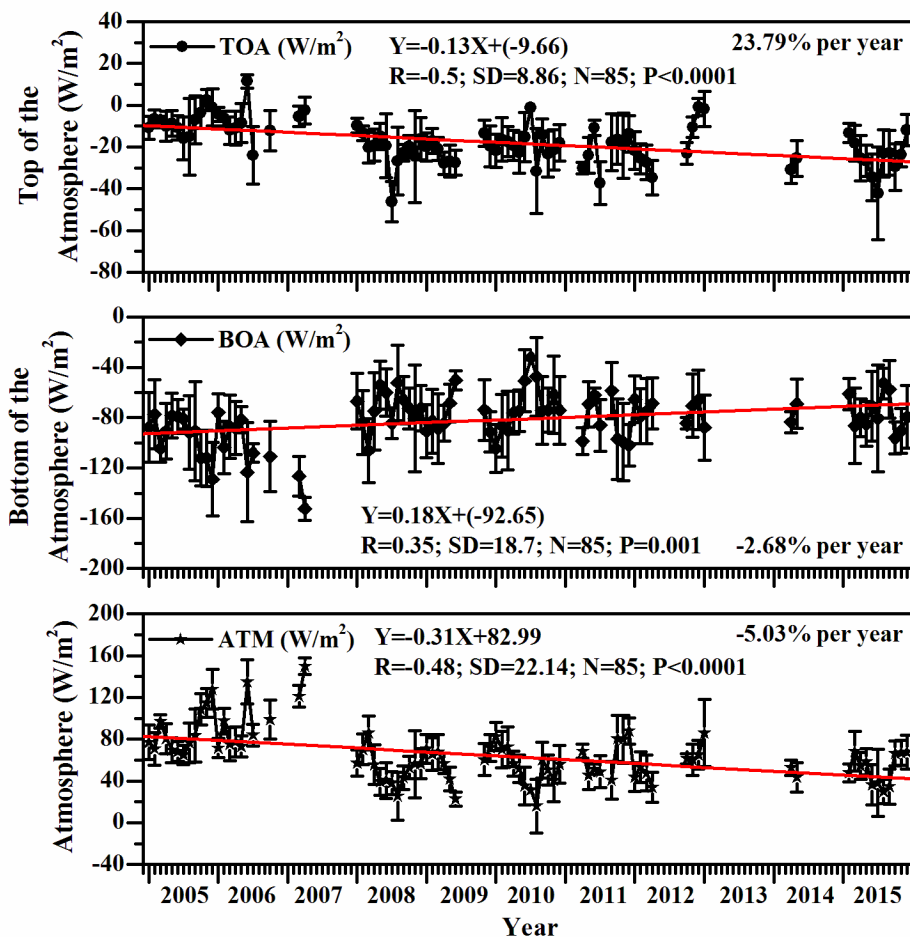 TOA (W/m²)
Y=-0.13X+(-9.66)
23.79% per year
R=-0.5; SD=8.86; N=85; P<0.0001
Top of the
Atmosphere (W/m²)
40
20
0
-20
-40
-60
-80
BOA (W/m²)
Bottom of the
Atmosphere (W/m²)
0
-40
-80
-120
-160
-200
Y=0.18X+(-92.65)
R=0.35; SD=18.7; N=85; P=0.001
-2.68% per year
ATM (W/m²)
Y=-0.31X+82.99
-5.03% per year
R=-0.48; SD=22.14; N=85; P<0.0001
Atmosphere (W/m²)
200
160
120
80
40
0
-40
2005 2006 2007 2008 2009 2010 2011 2012 2013 2014 2015
Year